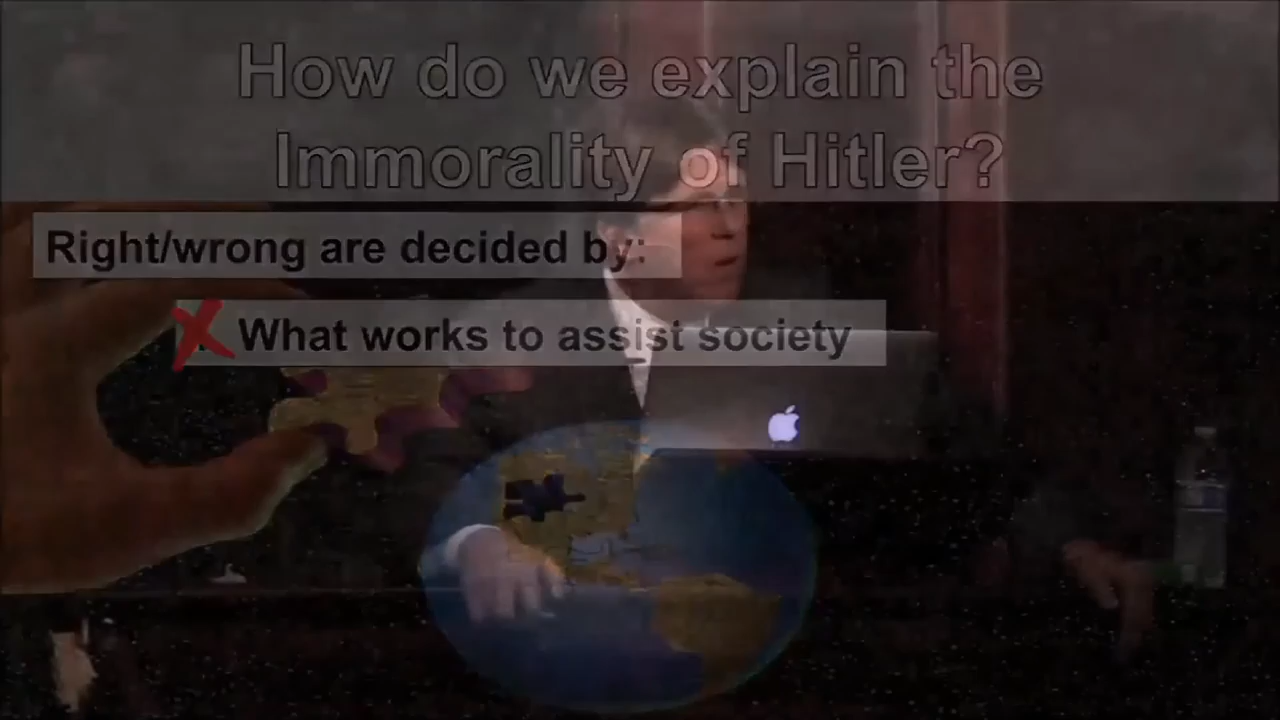 How do we explain the
Immorality of Hitler?
Right/wrong are decided by:
What works to assist society